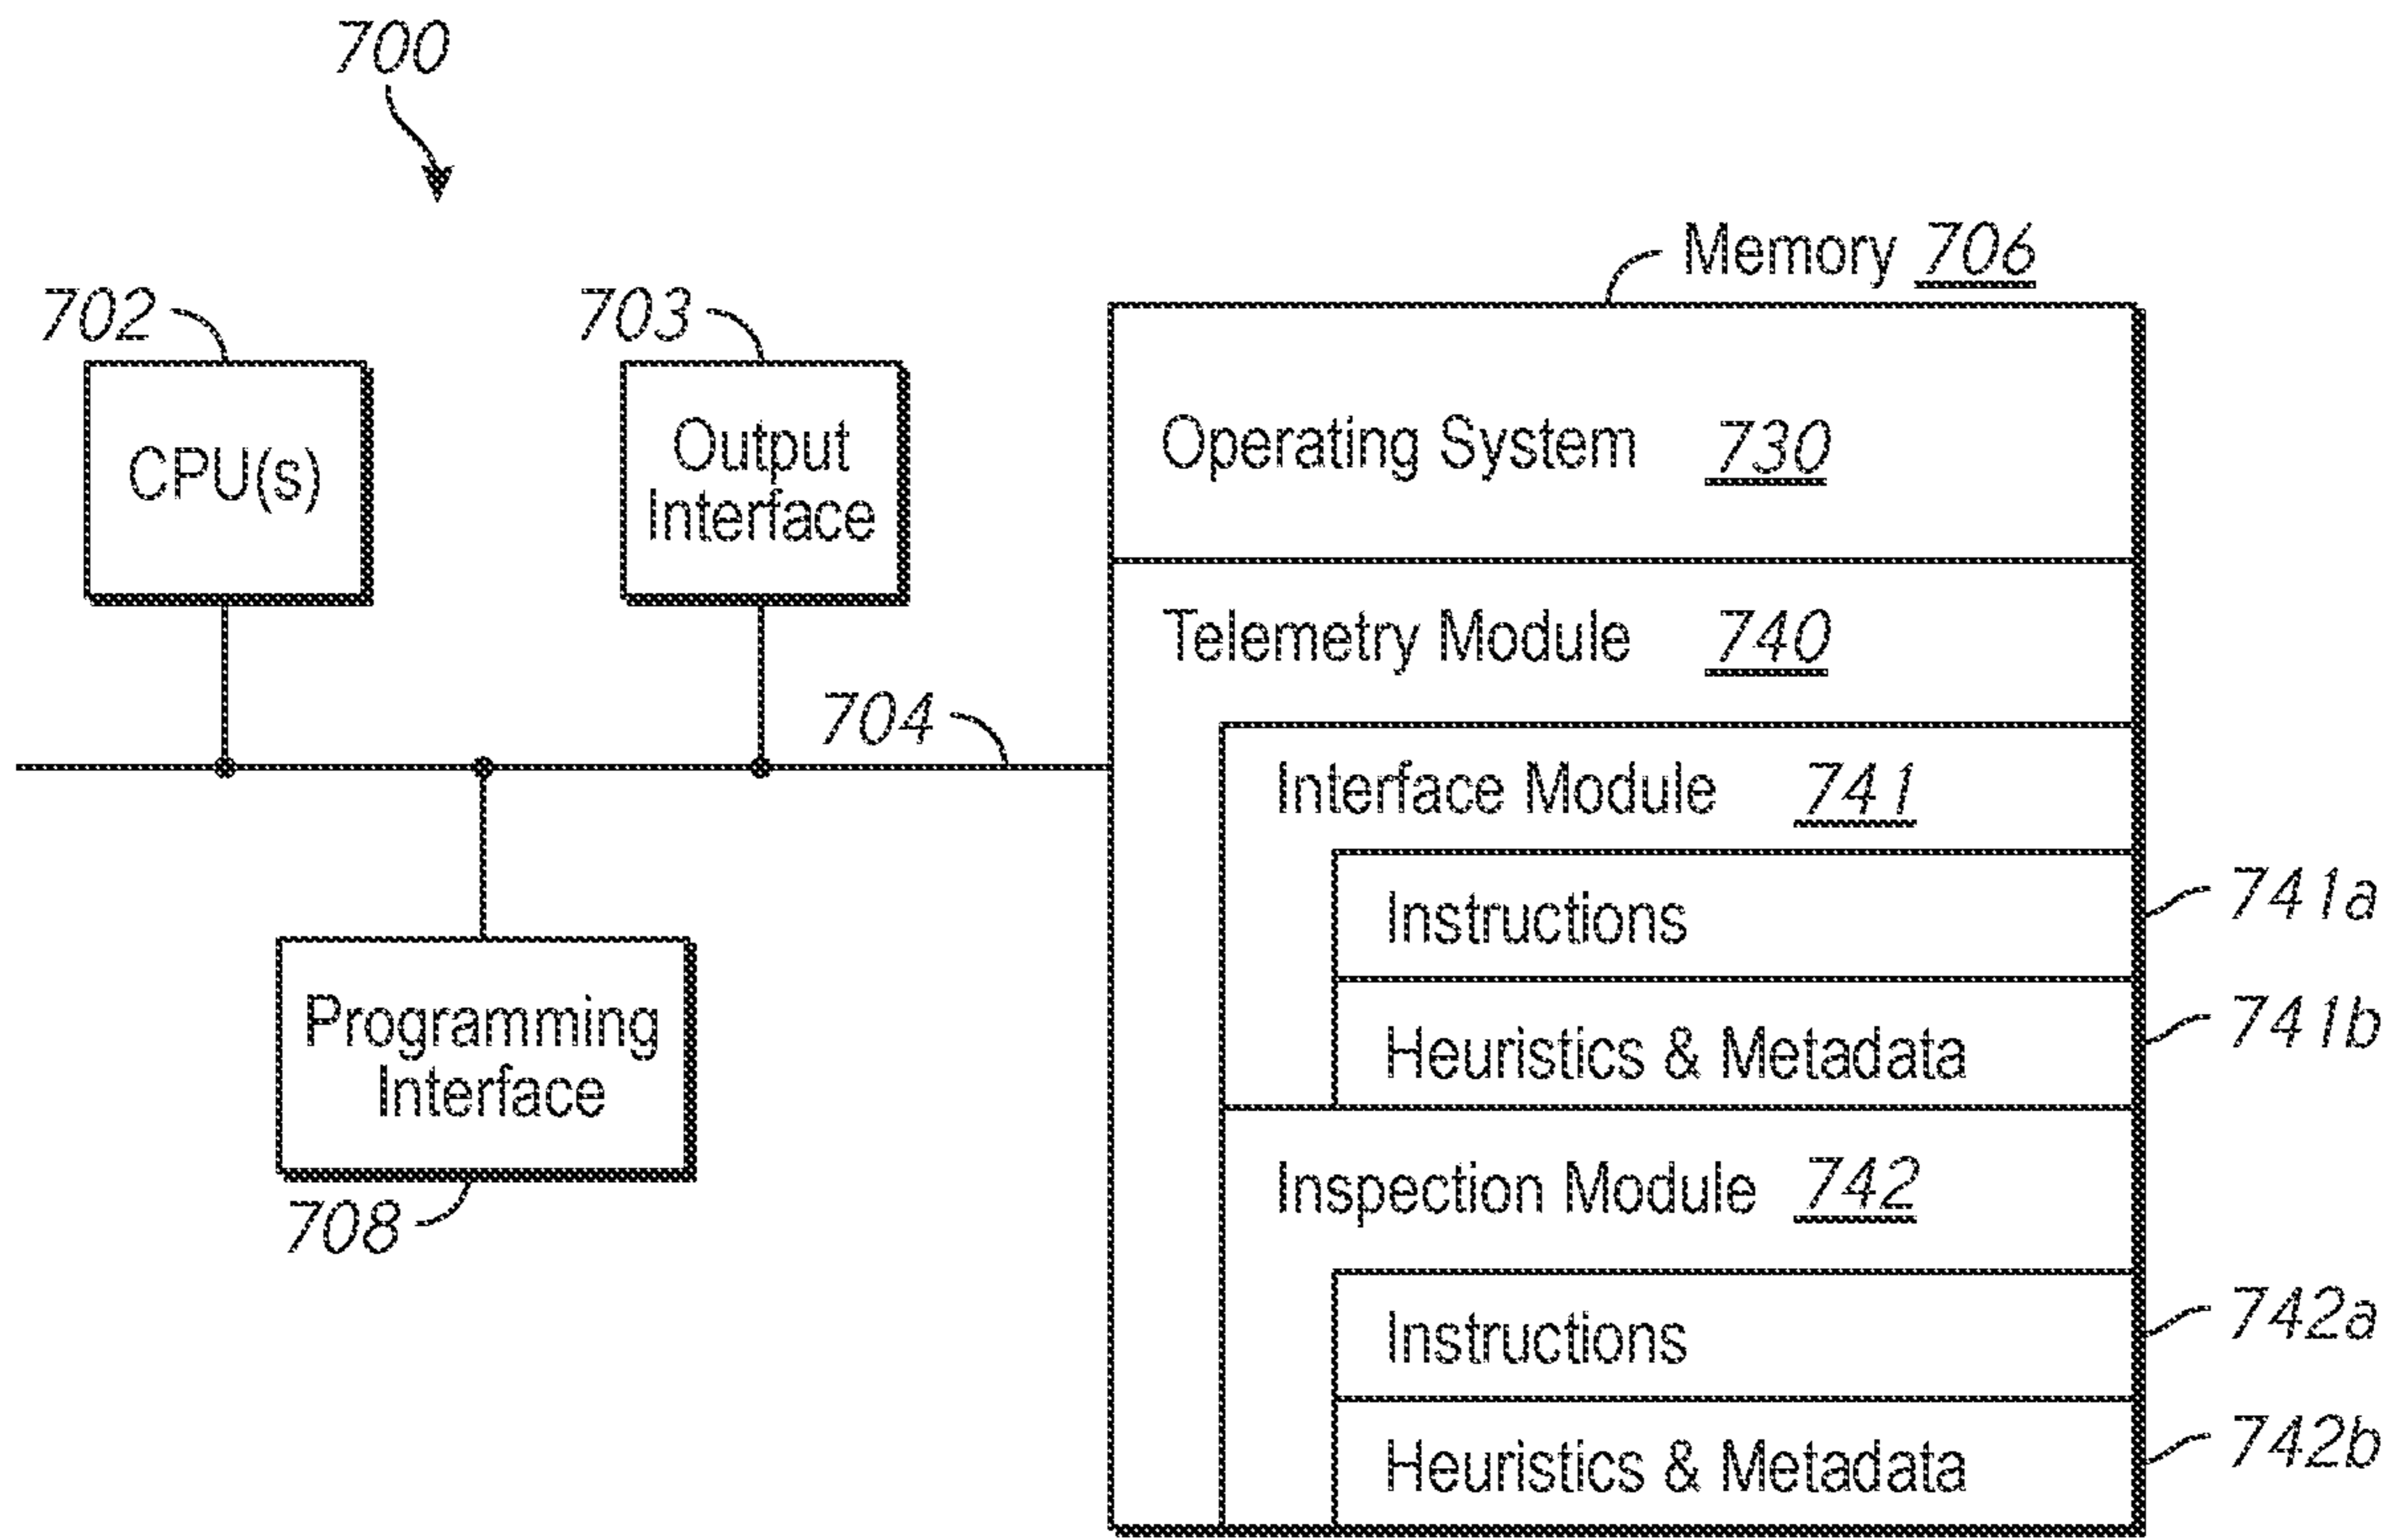 700
Memory 706
702
703
CPU(s)
Output
Interface
Operating System 730
Telemetry Module 740
704
Interface Module 741
Instructions
741a
Heuristics & Metadata
741b
Programming
Interface
708
Inspection Module 742
Instructions
742a
Heuristics & Metadata
742b